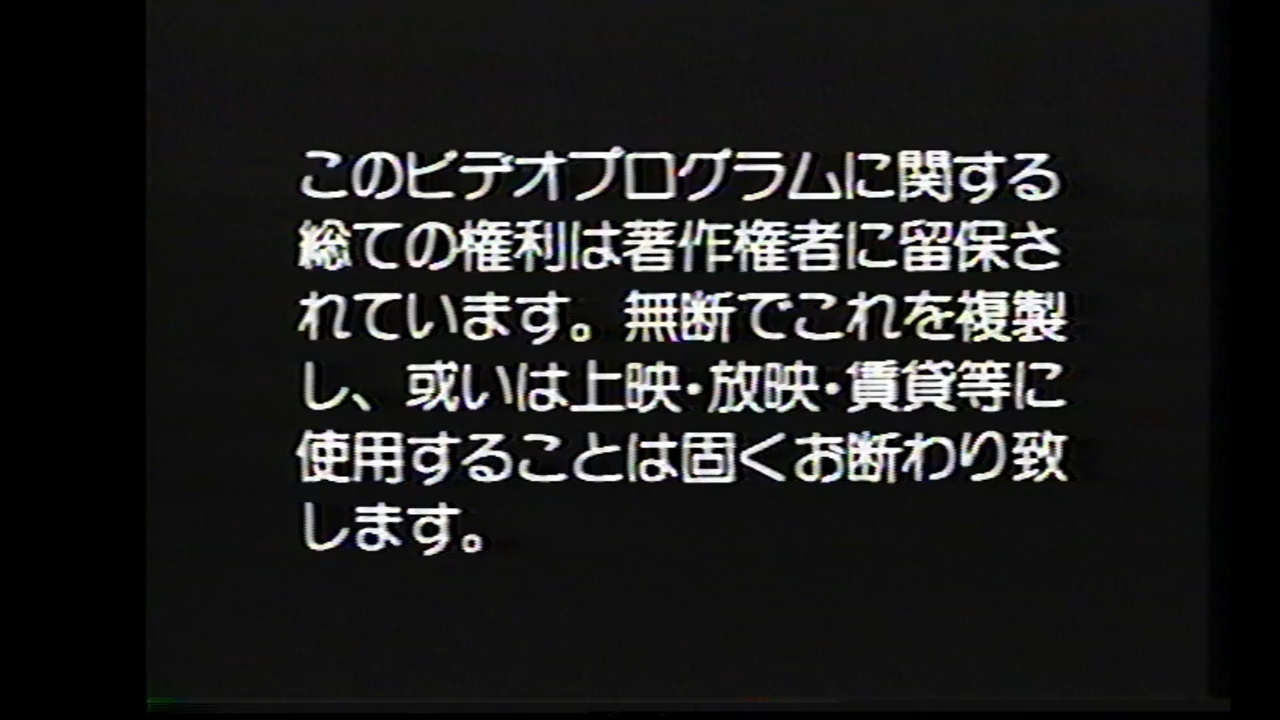 このビデオプログラムに関する
総ての権利は著作権者に留保さ
れています。無断でこれを複製
し、或いは上映・放映・賃貸等に
使用することは固くお断わり致
します。